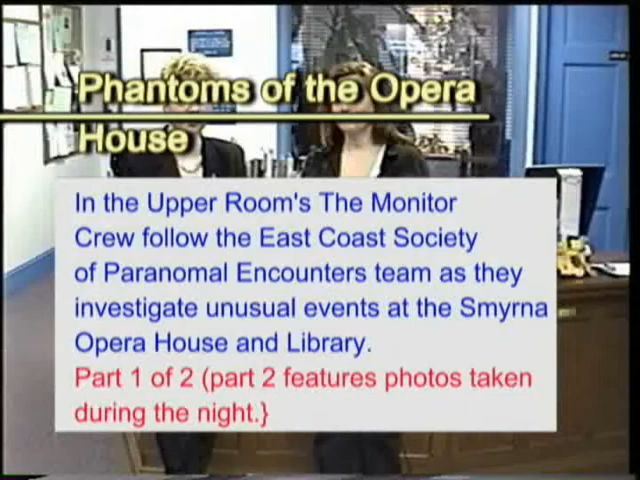 Phantoms of the Opera
House
In the Upper Room's The Monitor
Crew follow the East Coast Society
of Paranomal Encounters team as they
investigate unusual events at the Smyrna
Opera House and Library.
Part 1 of 2 (part 2 features photos taken
during the night.}